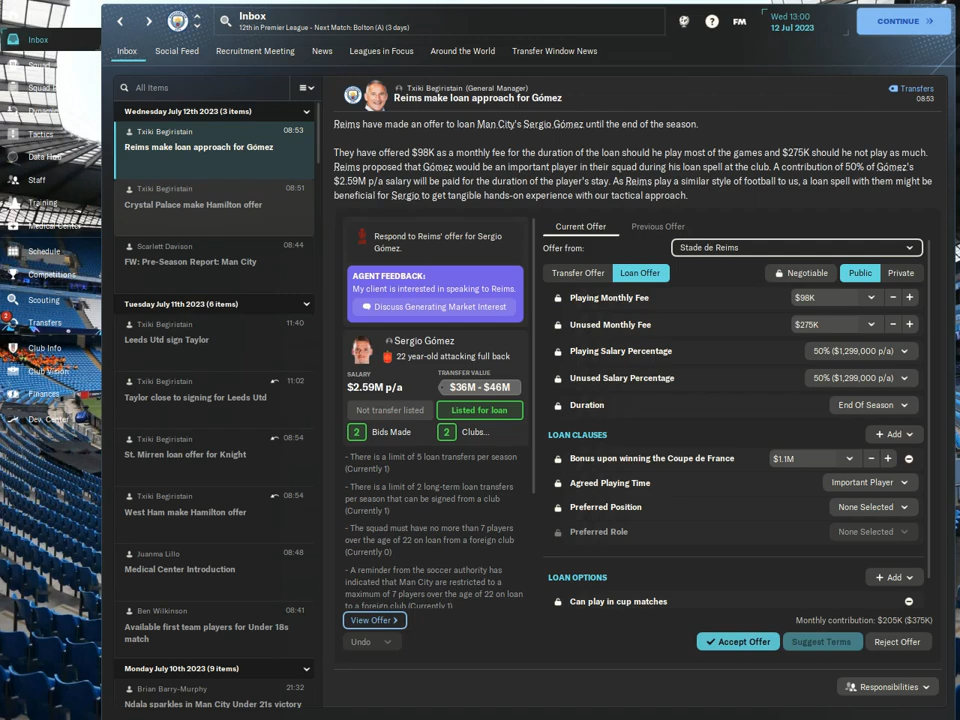 Inbox
12th in Premier League - Next Match: Bolton (A) (3 days)
?
FM
Wed 13:00
12 Jul 2023
CONTINUE
Inbox
Social Feed
Recruitment Meeting
News
Leagues in Focus
Around the World
Transfer Window News
Inbox
Tactics
Data Hub
Staff
Training
Medical Center
Schedule
Competitions
Scouting
2
Transfers
Club Info
Club Vision
Finances
Dev. Center
All Items
Wednesday July 12th 2023 (3 items)
Txiki Begiristain 08:53
Reims make loan approach for Gómez
Txiki Begiristain 08:51
Crystal Palace make Hamilton offer
Scarlett Davison 08:44
FW: Pre-Season Report: Man City
Tuesday July 11th 2023 (6 items)
Txiki Begiristain 11:40
Leeds Utd sign Taylor
Txiki Begiristain 11:02
Taylor close to signing for Leeds Utd
Txiki Begiristain 08:54
St. Mirren loan offer for Knight
Txiki Begiristain 08:54
West Ham make Hamilton offer
Juanma Lillo 08:48
Medical Center Introduction
Ben Wilkinson 08:41
Available first team players for Under 18s
match
Monday July 10th 2023 (9 items)
Brian Barry-Murphy 21:32
Ndala sparkles in Man City Under 21s victory
Txiki Begiristain (General Manager)
Reims make loan approach for Gómez
Transfers
08:53
Reims have made an offer to loan Man City's Sergio Gómez until the end of the season.
They have offered $98K as a monthly fee for the duration of the loan should he play most of the games and $275K should he not play as much.
Reims proposed that Gómez would be an important player in their squad during his loan spell at the club. A contribution of 50% of Gómez's
$2.59M p/a salary will be paid for the duration of the player's stay. As Reims play a similar style of football to us, a loan spell with them might be
beneficial for Sergio to get tangible hands-on experience with our tactical approach.
Respond to Reims' offer for Sergio
Gómez.
AGENT FEEDBACK:
My client is interested in speaking to Reims.
Discuss Generating Market Interest
Sergio Gómez
22 year-old attacking full back
SALARY
$2.59M p/a
TRANSFER VALUE
$36M - $46M
Not transfer listed
Listed for loan
2 Bids Made
2 Clubs...
- There is a limit of 5 loan transfers per season
(Currently 1)
- There is a limit of 2 long-term loan transfers
per season that can be signed from a club
(Currently 1)
- The squad must have no more than 7 players
over the age of 22 on loan from a foreign club
(Currently 0)
- A reminder from the soccer authority has
indicated that Man City are restricted to a
maximum of 7 players over the age of 22 on loan
to a foreign club (Currently 1)
View Offer >
Undo
Current Offer
Previous Offer
Offer from: Stade de Reims
Transfer Offer
Loan Offer
Negotiable
Public
Private
Playing Monthly Fee $98K - +
Unused Monthly Fee $275K - +
Playing Salary Percentage 50% ($1,299,000 p/a)
Unused Salary Percentage 50% ($1,299,000 p/a)
Duration End Of Season
LOAN CLAUSES + Add
Bonus upon winning the Coupe de France $1.1M - +
Agreed Playing Time Important Player
Preferred Position None Selected
Preferred Role None Selected
LOAN OPTIONS + Add
Can play in cup matches
Monthly contribution: $205K ($375K)
Accept Offer
Suggest Terms
Reject Offer
Responsibilities